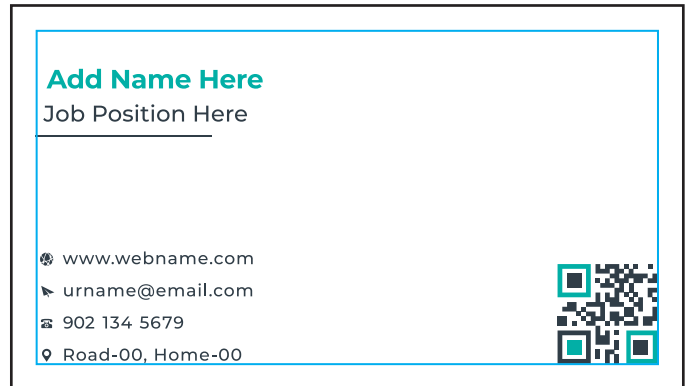 Add Name Here
Job Position Here
www.webname.com
urname@email.com
902 134 5679
Road-00, Home-00